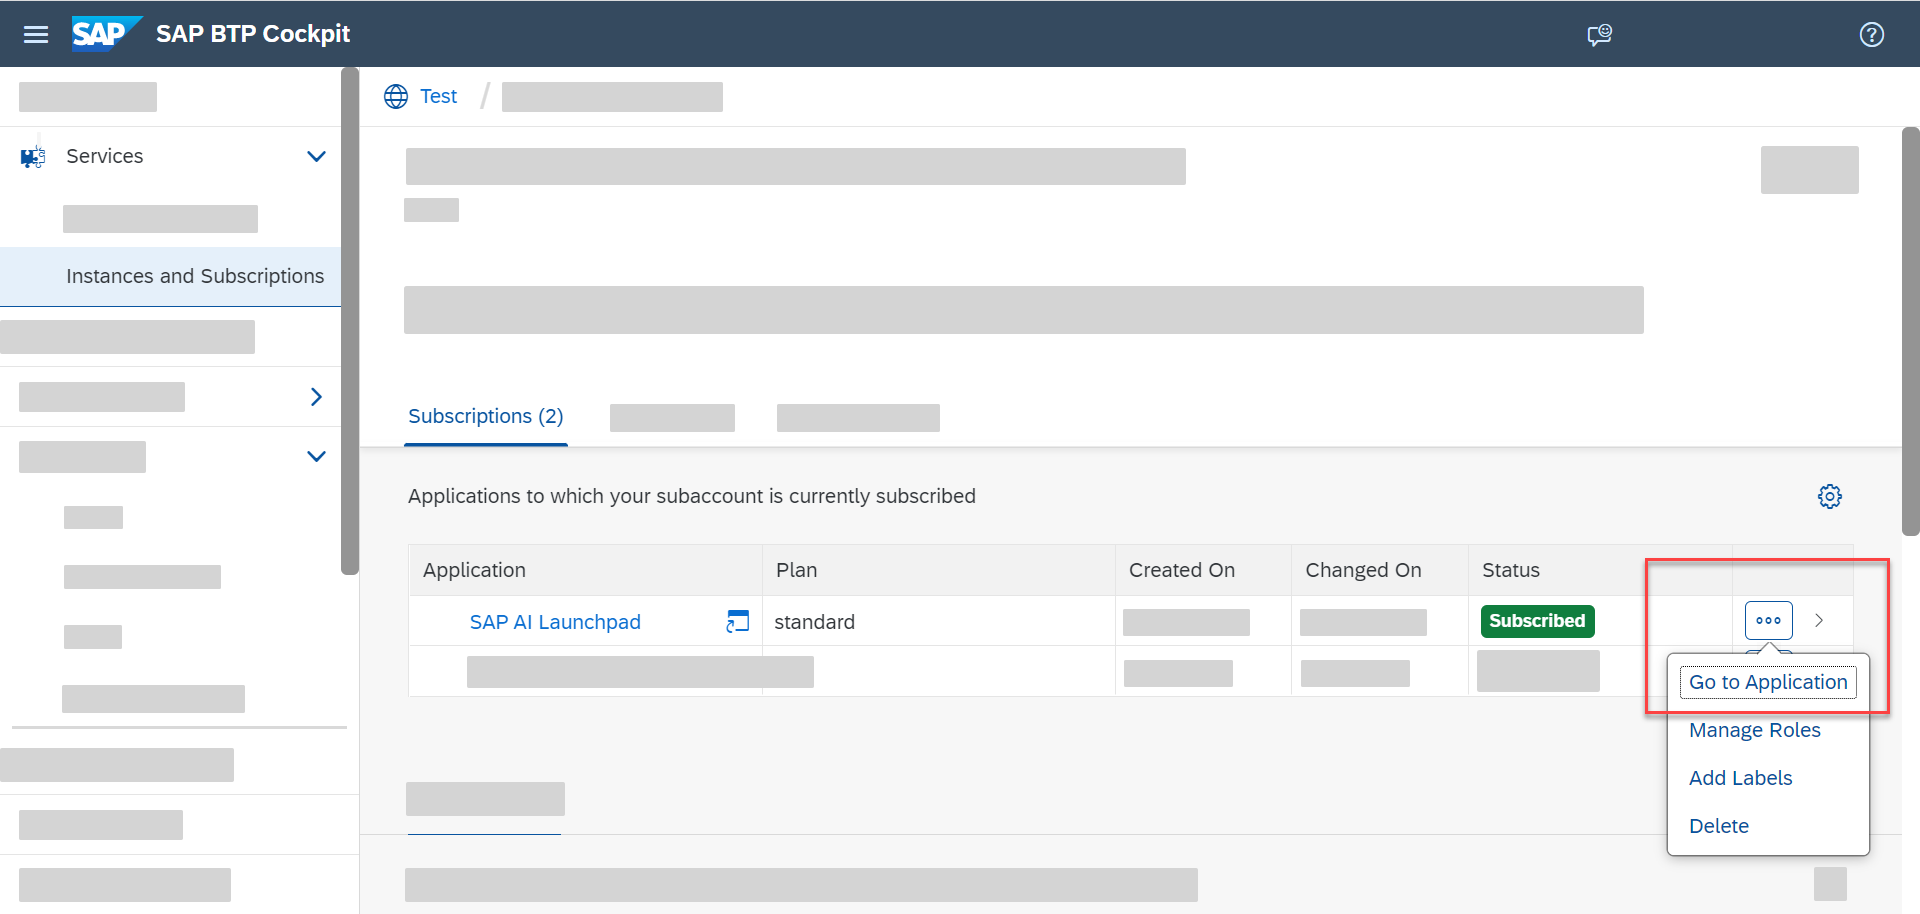 SAP SAP BTP Cockpit
Test /
Services
Instances and Subscriptions
Subscriptions (2)
Applications to which your subaccount is currently subscribed
Application Plan Created On Changed On Status
SAP AI Launchpad standard Subscribed
Go to Application
Manage Roles
Add Labels
Delete